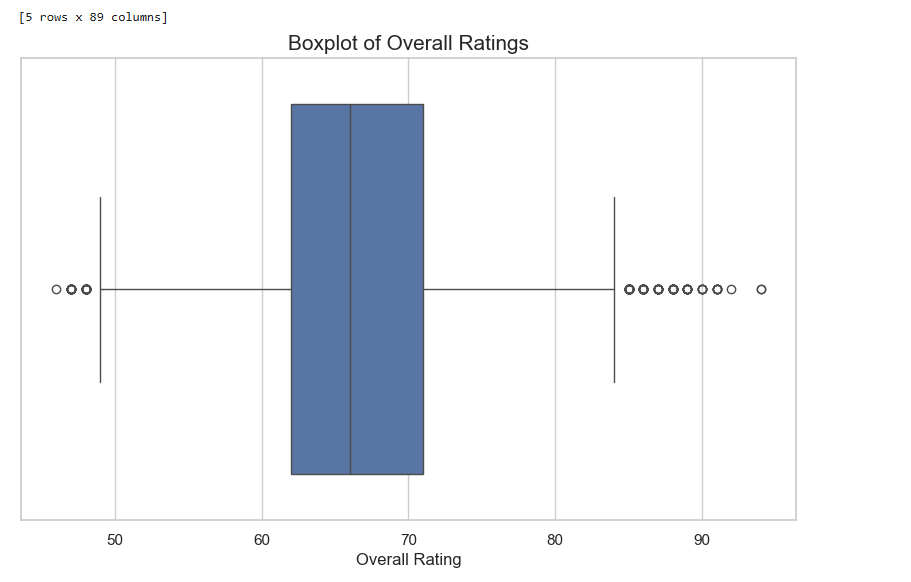 [5 rows x 89 columns]
Boxplot of Overall Ratings
50 60 70 80 90
Overall Rating